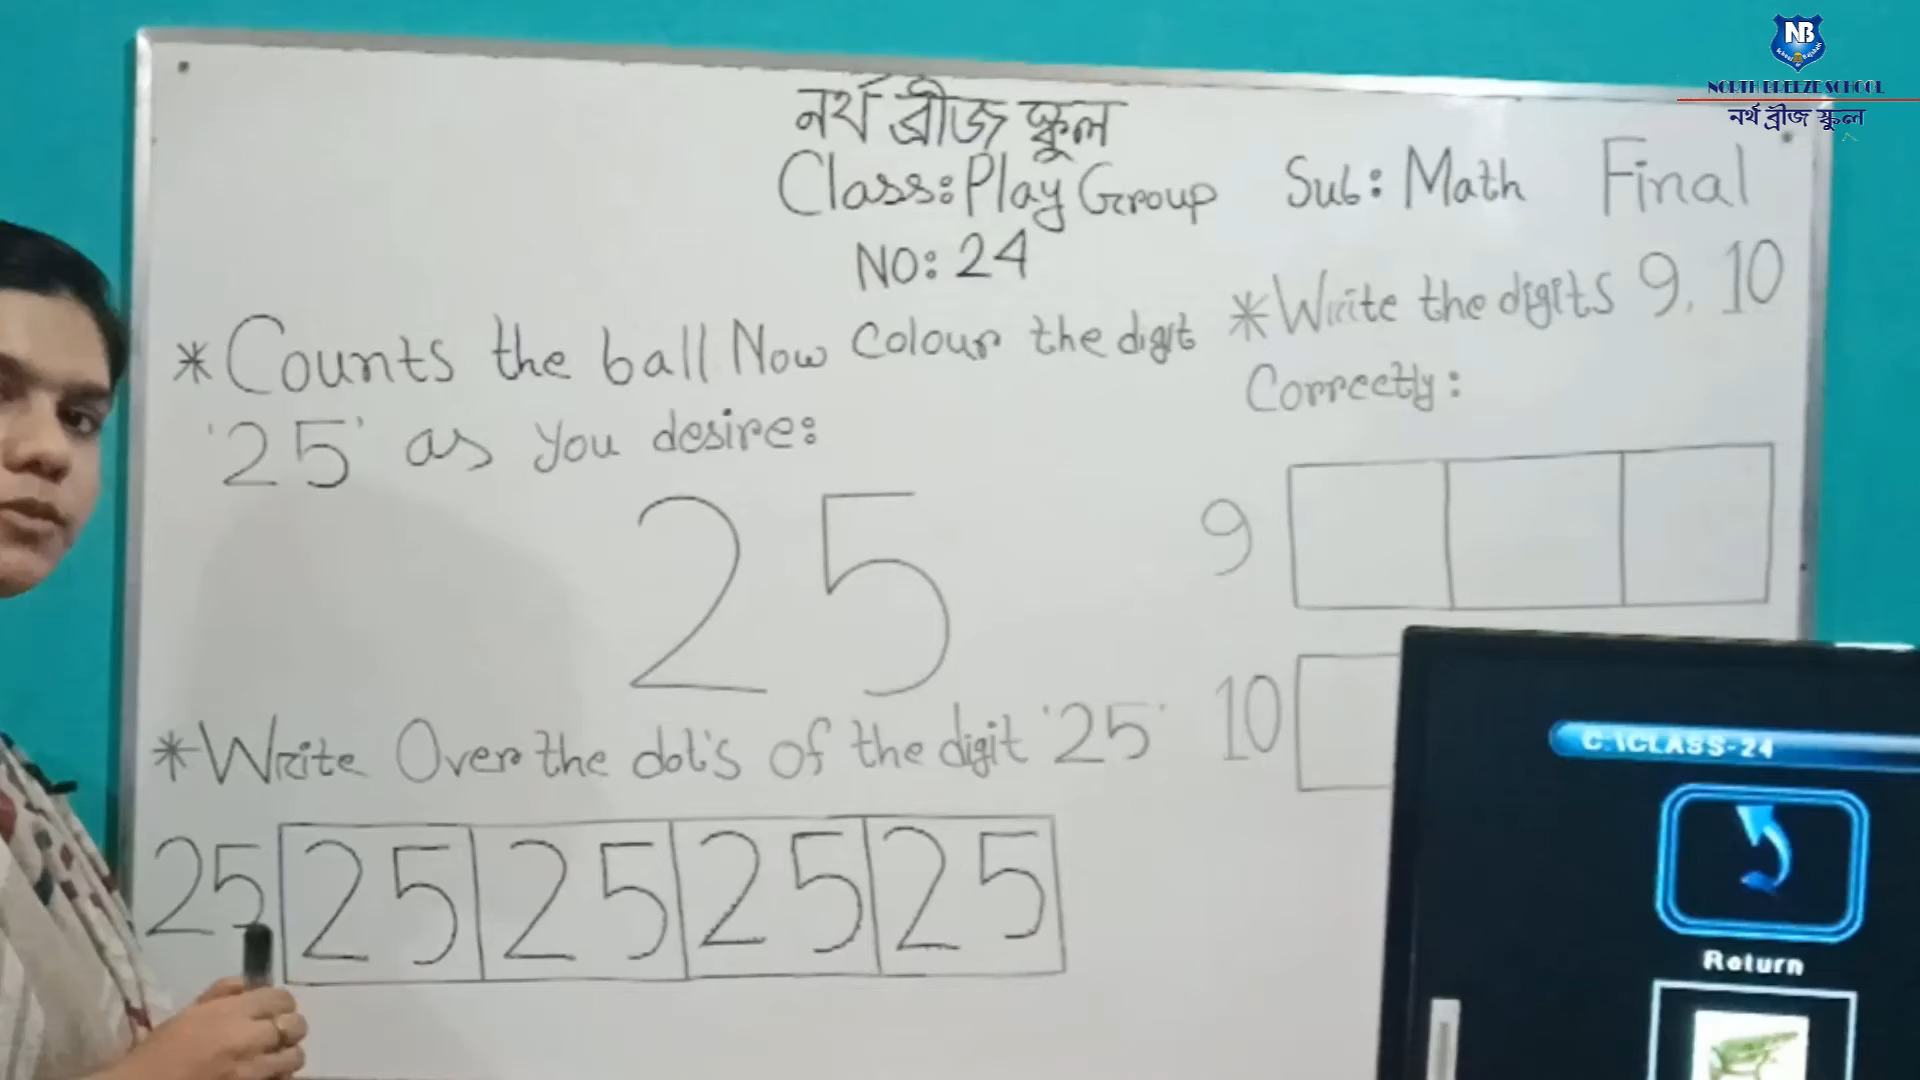 NB
NORTH BREEZE SCHOOL
নর্থ ব্রীজ স্কুল
নর্থ ব্রীজ স্কুল
Class: Play Group Sub: Math Final
NO: 24
*Counts the ball Now Colour the digit
'25' as you desire:
25
*Write Over the dot's of the digit '25'
25 25 25 25 25
*Write the digits 9, 10
Correctly:
9
10
C:\CLASS-24
Return